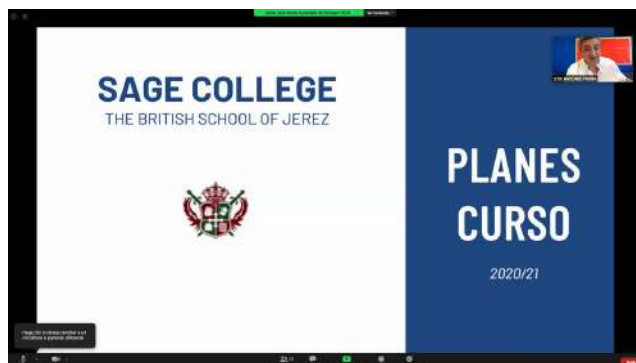 SAGE COLLEGE
THE BRITISH SCHOOL OF JEREZ
PLANES
CURSO
2020/21